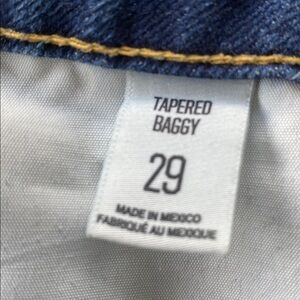 TAPERED
BAGGY
29
MADE IN MEXICO
FABRIQUÉ AU MEXIQUE